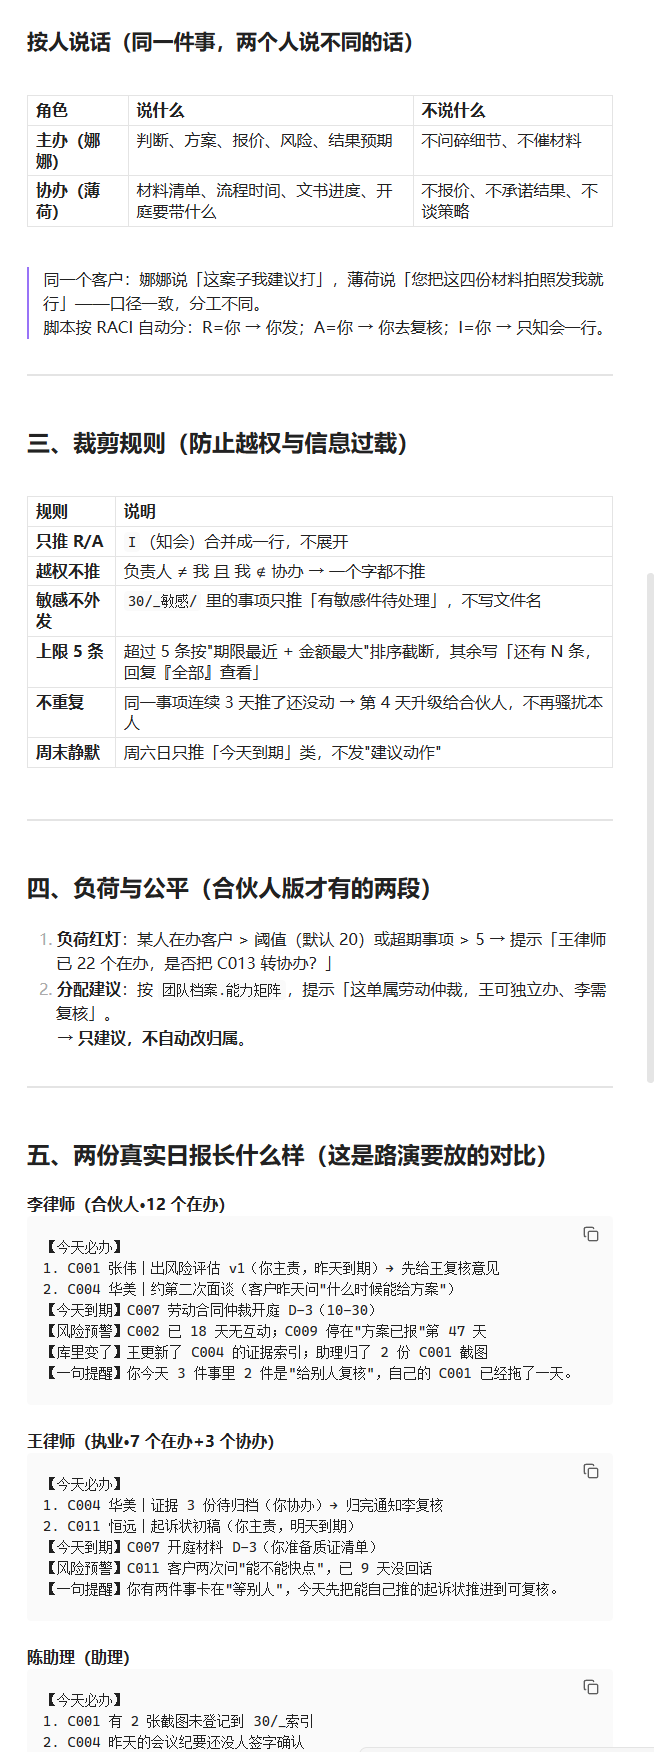 按人说话（同一件事，两个人说不同的话）
角色 说什么 不说什么
主办（娜 判断、方案、报价、风险、结果预期 不问碎细节、不催材料
娜）
协办（薄 材料清单、流程时间、文书进度、开 不报价、不承诺结果、不
荷） 庭要带什么 谈策略
同一个客户：娜娜说「这案子我建议打」，薄荷说「您把这四份材料拍照发我就
行」——口径一致，分工不同。
脚本按 RACI 自动分：R=你 → 你发；A=你 → 你去复核；I=你 → 只知会一行。
三、裁剪规则（防止越权与信息过载）
规则 说明
只推 R/A I （知会）合并成一行，不展开
越权不推 负责人 ≠ 我 且 我 ∉ 协办 → 一个字都不推
敏感不外 30/_敏感/ 里的事项只推「有敏感件待处理」，不写文件名
发
上限 5 条 超过 5 条按"期限最近 + 金额最大"排序截断，其余写「还有 N 条，
回复『全部』查看」
不重复 同一事项连续 3 天推了还没动 → 第 4 天升级给合伙人，不再骚扰本
人
周末静默 周六日只推「今天到期」类，不发"建议动作"
四、负荷与公平（合伙人版才有的两段）
1. 负荷红灯：某人在办客户 > 阈值（默认 20）或超期事项 > 5 → 提示「王律师
已 22 个在办，是否把 C013 转协办？」
2. 分配建议：按 团队档案.能力矩阵 ，提示「这单属劳动仲裁，王可独立办、李需
复核」。
→ 只建议，不自动改归属。
五、两份真实日报长什么样（这是路演要放的对比）
李律师（合伙人·12 个在办）
【今天必办】
1. C001 张伟｜出风险评估 v1（你主责，昨天到期）→ 先给王复核意见
2. C004 华美｜约第二次面谈（客户昨天问"什么时候能给方案"）
【今天到期】C007 劳动合同仲裁开庭 D-3（10-30）
【风险预警】C002 已 18 天无互动；C009 停在"方案已报"第 47 天
【库里变了】王更新了 C004 的证据索引；助理归了 2 份 C001 截图
【一句提醒】你今天 3 件事里 2 件是"给别人复核"，自己的 C001 已经拖了一天。
王律师（执业·7 个在办+3 个协办）
【今天必办】
1. C004 华美｜证据 3 份待归档（你协办）→ 归完通知李复核
2. C011 恒远｜起诉状初稿（你主责，明天到期）
【今天到期】C007 开庭材料 D-3（你准备质证清单）
【风险预警】C011 客户两次问"能不能快点"，已 9 天没回话
【一句提醒】你有两件事卡在"等别人"，今天先把能自己推的起诉状推进到可复核。
陈助理（助理）
【今天必办】
1. C001 有 2 张截图未登记到 30/_索引
2. C004 昨天的会议纪要还没人签字确认